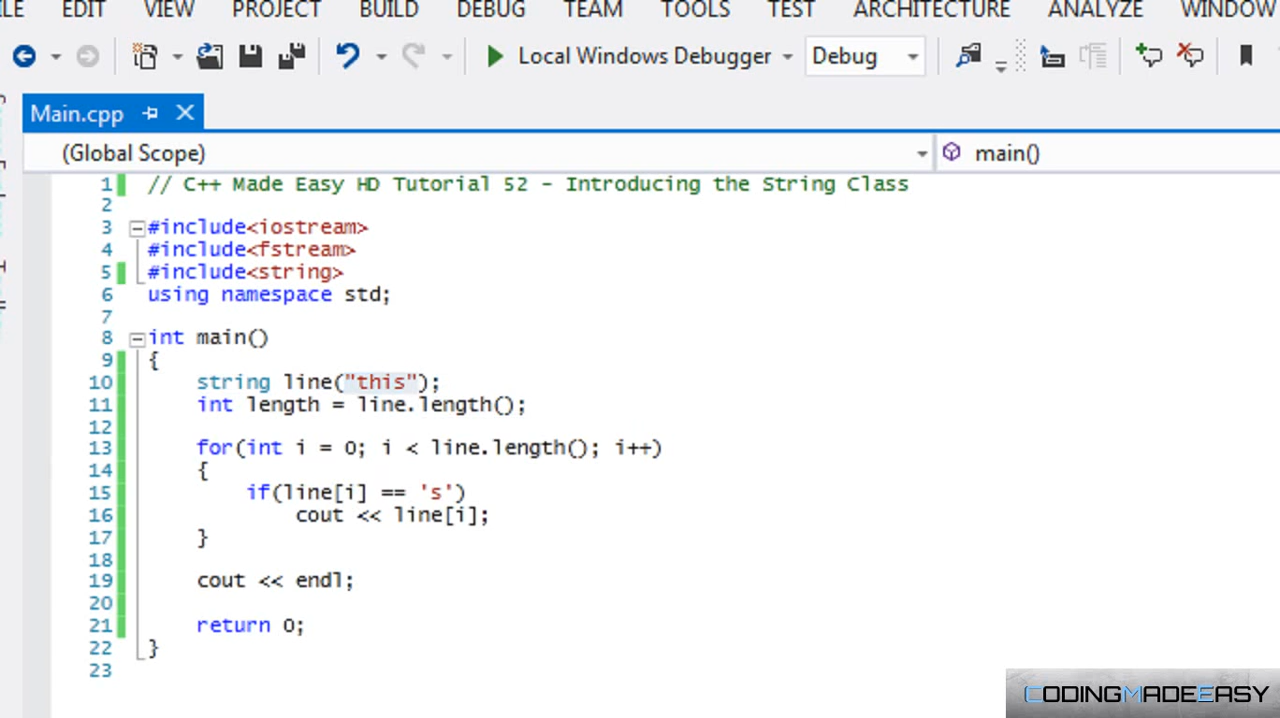 EDIT VIEW PROJECT BUILD DEBUG TEAM TOOLS TEST ARCHITECTURE ANALYZE WINDOW
Local Windows Debugger Debug
Main.cpp
(Global Scope) main()
1 // C++ Made Easy HD Tutorial 52 - Introducing the String Class
2
3 #include<iostream>
4 #include<fstream>
5 #include<string>
6 using namespace std;
7
8 int main()
9 {
10 string line("this");
11 int length = line.length();
12
13 for(int i = 0; i < line.length(); i++)
14 {
15 if(line[i] == 's')
16 cout << line[i];
17 }
18
19 cout << endl;
20
21 return 0;
22 }
23
CODINGMADEEASY